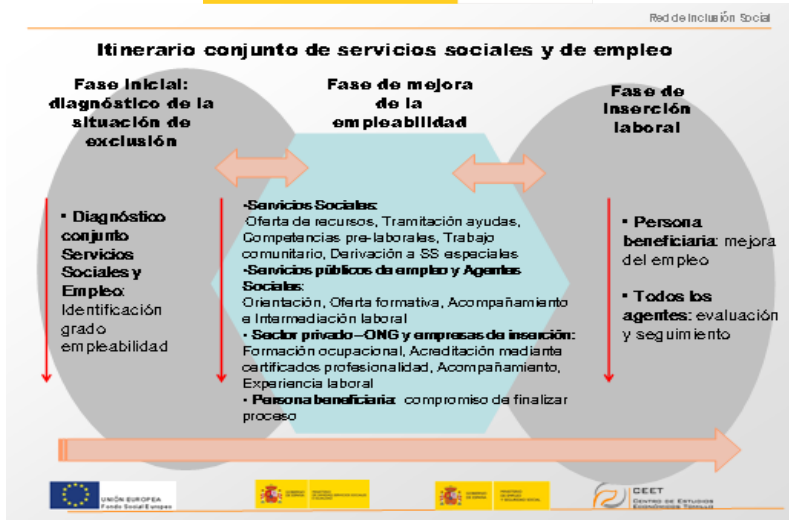 Red de Inclusión Social
Itinerario conjunto de servicios sociales y de empleo
Fase Inicial:
diagnóstico de la
situación de
exclusión
Fase de mejora
de la
empleabilidad
Fase de
Inserción
laboral
• Diagnóstico
conjunto
Servicios
Sociales y
Empleo:
Identificación
grado
empleabilidad
•Servicios Sociales:
Oferta de recursos, Tramitación ayudas,
Competencias pre-laborales, Trabajo
comunitario, Derivación a SS especiales
•Servicios públicos de empleo y Agentes
Sociales:
Orientación, Oferta formativa, Acompañamiento
e Intermediación laboral
• Sector privado –ONG y empresas de inserción:
Formación ocupacional, Acreditación mediante
certificados profesionalidad, Acompañamiento,
Experiencia laboral
• Persona beneficiaria: compromiso de finalizar
proceso
• Persona
beneficiaria: mejora
del empleo
• Todos los
agentes: evaluación
y seguimiento
UNIÓN EUROPEA
Fondo Social Europeo
CEET
CENTRO DE ESTUDIOS
ECONÓMICOS TOMILLO